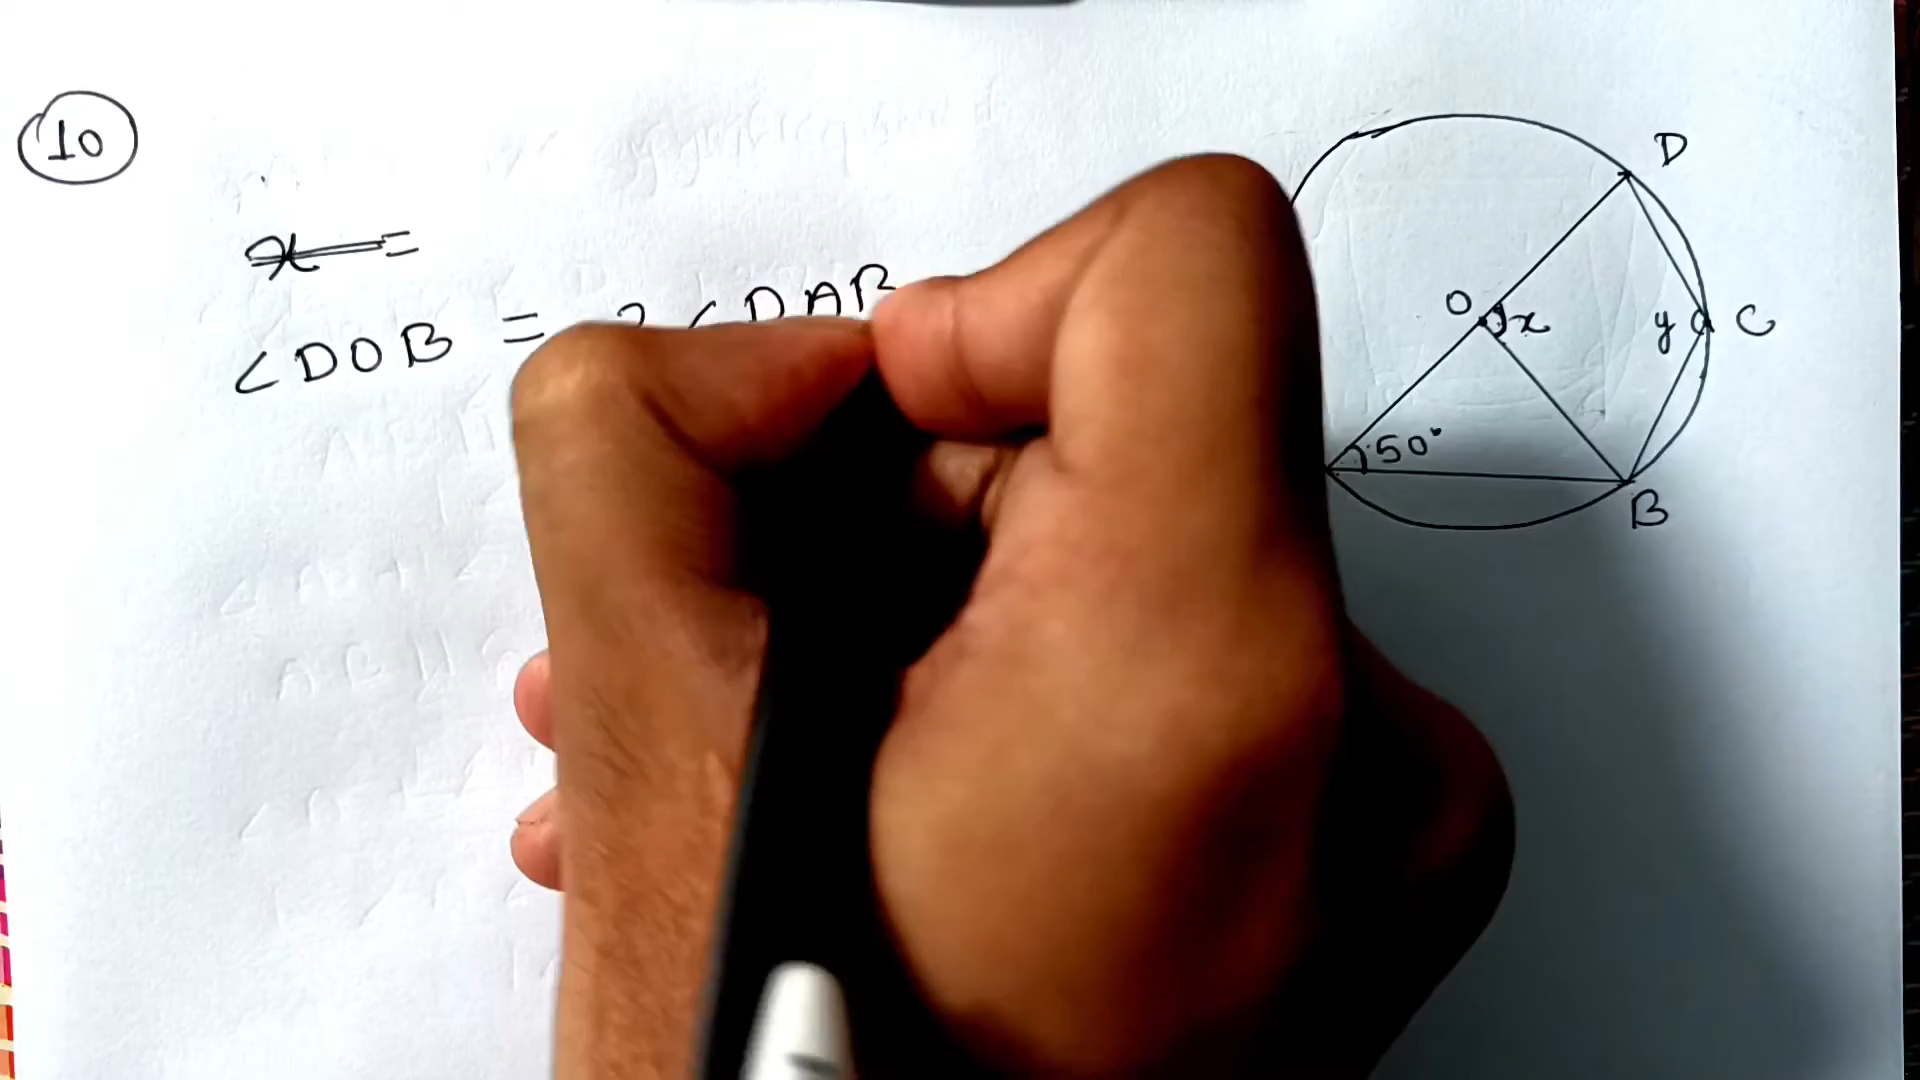 10
x =
∠DOB = 2 ∠DAB
D
O x y C
50°
B